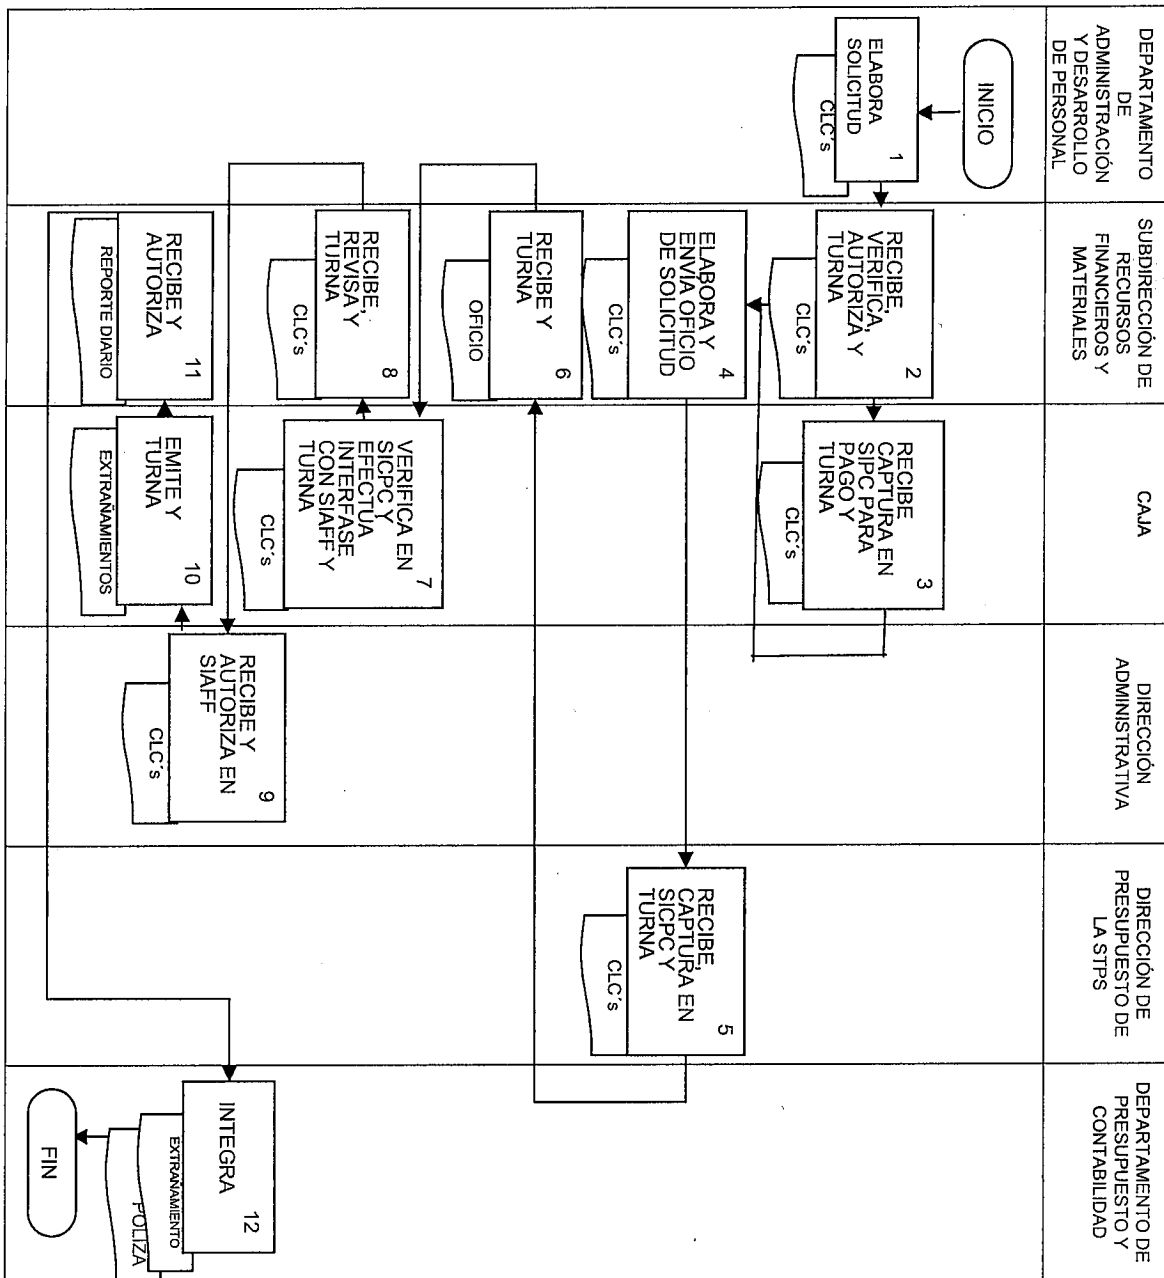 DEPARTAMENTO
DE
ADMINISTRACIÓN
Y DESARROLLO
DE PERSONAL
SUBDIRECCIÓN DE
RECURSOS
FINANCIEROS Y
MATERIALES
CAJA
DIRECCIÓN
ADMINISTRATIVA
DIRECCIÓN DE
PRESUPUESTO DE
LA STPS
DEPARTAMENTO DE
PRESUPUESTO Y
CONTABILIDAD
INICIO
1
ELABORA
SOLICITUD
CLC´s
2
RECIBE,
VERIFICA,
AUTORIZA Y
TURNA
CLC´s
3
RECIBE
CAPTURA EN
SIPC PARA
PAGO Y
TURNA
CLC´s
4
ELABORA Y
ENVIA OFICIO
DE SOLICITUD
CLC´s
5
RECIBE,
CAPTURA EN
SICPC Y
TURNA
CLC´s
6
RECIBE Y
TURNA
OFICIO
7
VERIFICA EN
SICPC Y
EFECTUA
INTERFASE
CON SIAFF Y
TURNA
CLC´s
8
RECIBE,
REVISA Y
TURNA
CLC´s
9
RECIBE Y
AUTORIZA EN
SIAFF
CLC´s
10
EMITE Y
TURNA
EXTRAÑAMIENTOS
11
RECIBE Y
AUTORIZA
REPORTE DIARIO
12
INTEGRA
EXTRAÑAMIENTO
POLIZA
FIN